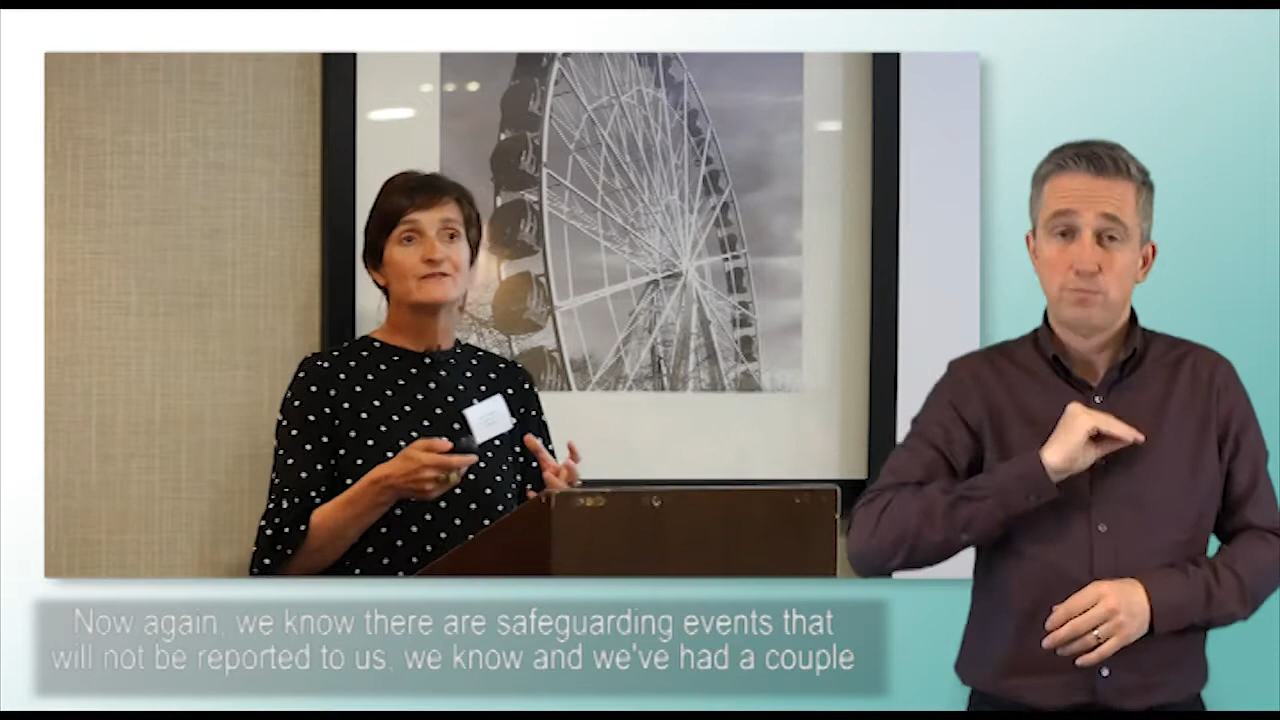 Now again, we know there are safeguarding events that
will not be reported to us, we know and we've had a couple